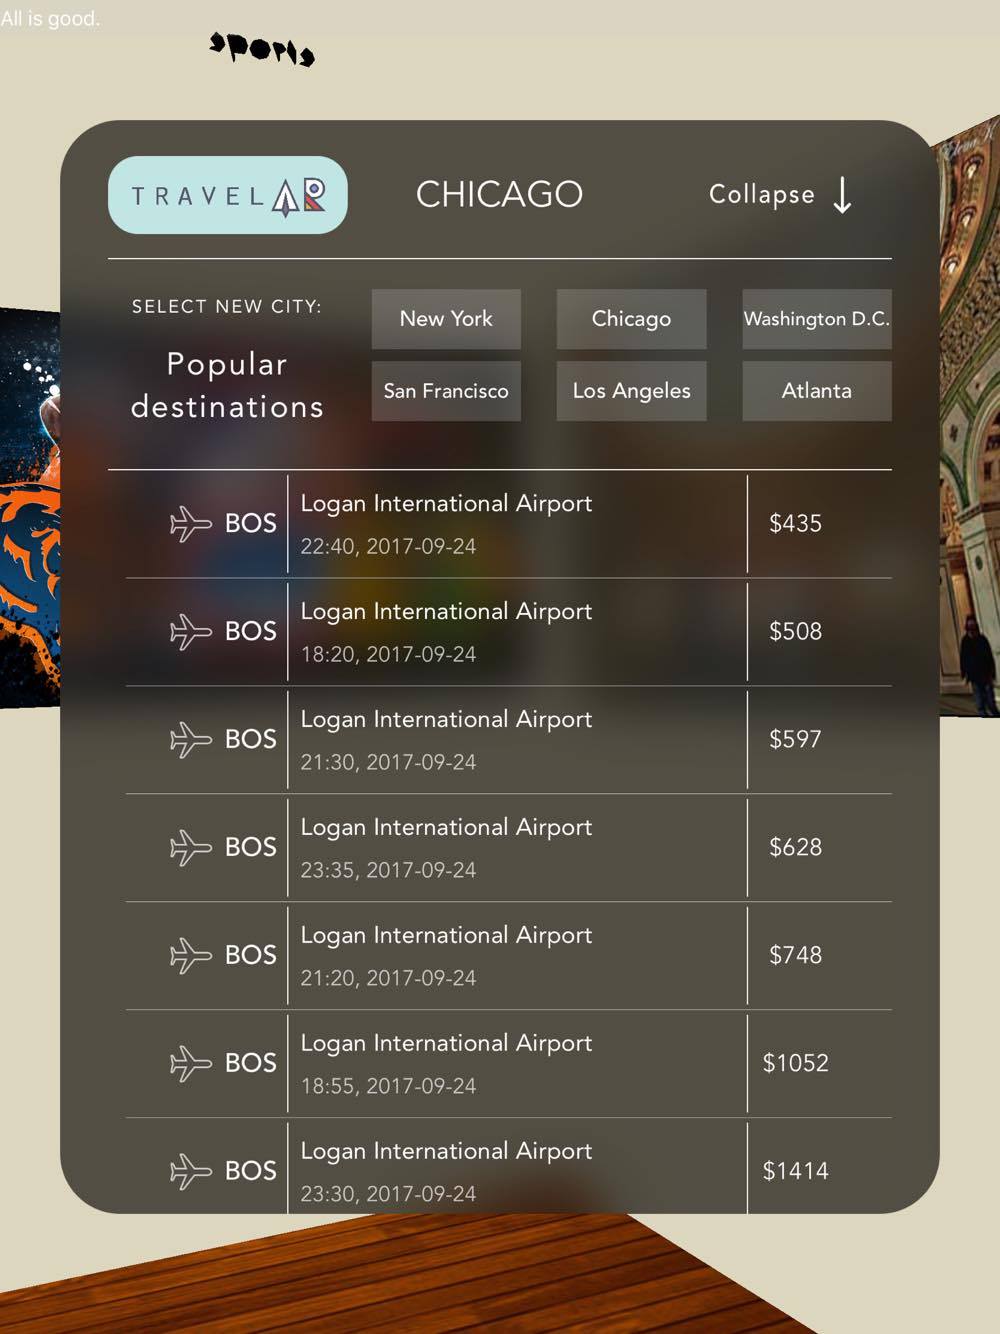 All is good.
sports
TRAVEL AR
CHICAGO
Collapse
SELECT NEW CITY:
Popular
destinations
New York
Chicago
Washington D.C.
San Francisco
Los Angeles
Atlanta
BOS
Logan International Airport
22:40, 2017-09-24
$435
BOS
Logan International Airport
18:20, 2017-09-24
$508
BOS
Logan International Airport
21:30, 2017-09-24
$597
BOS
Logan International Airport
23:35, 2017-09-24
$628
BOS
Logan International Airport
21:20, 2017-09-24
$748
BOS
Logan International Airport
18:55, 2017-09-24
$1052
BOS
Logan International Airport
23:30, 2017-09-24
$1414